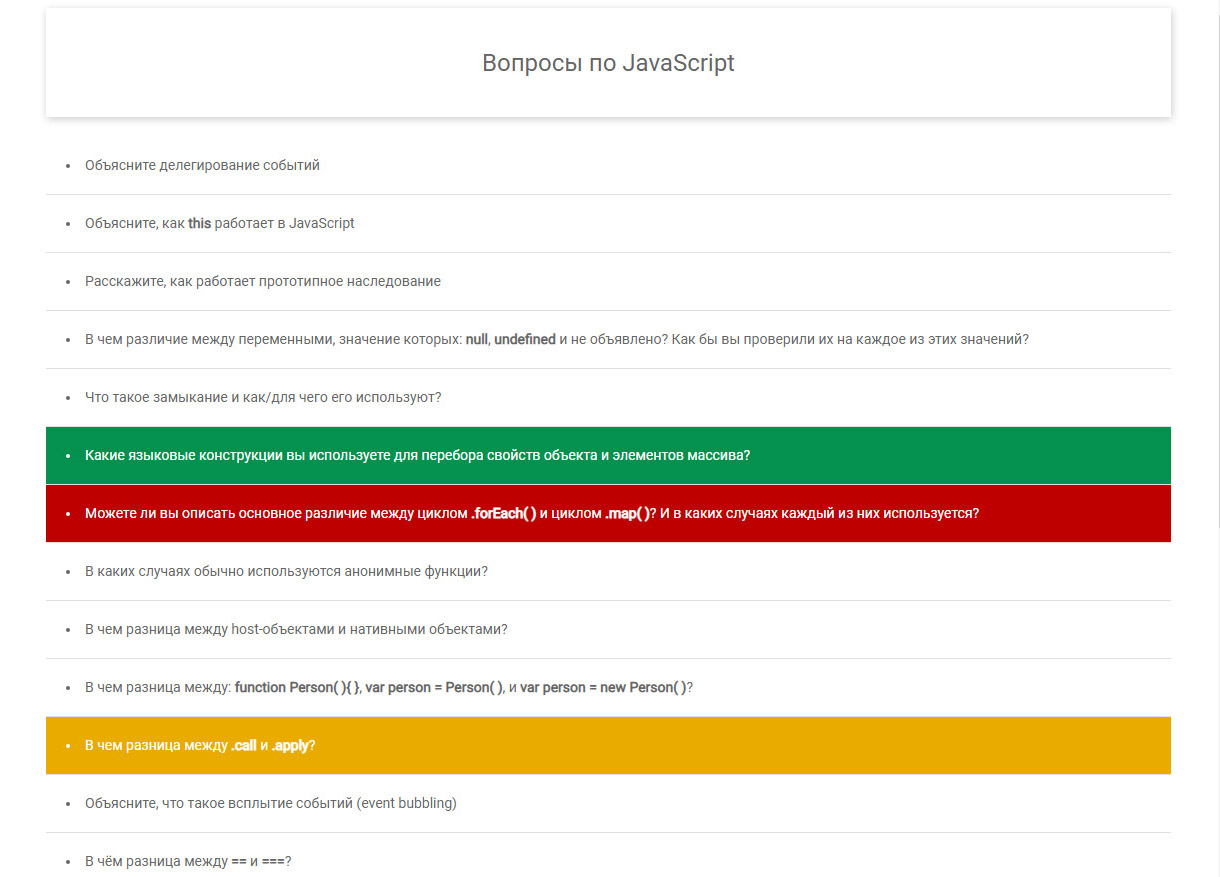 Вопросы по JavaScript
Объясните делегирование событий
Объясните, как this работает в JavaScript
Расскажите, как работает прототипное наследование
В чем различие между переменными, значение которых: null, undefined и не объявлено? Как бы вы проверили их на каждое из этих значений?
Что такое замыкание и как/для чего его используют?
Какие языковые конструкции вы используете для перебора свойств объекта и элементов массива?
Можете ли вы описать основное различие между циклом .forEach( ) и циклом .map( )? И в каких случаях каждый из них используется?
В каких случаях обычно используются анонимные функции?
В чем разница между host-объектами и нативными объектами?
В чем разница между: function Person( ){ }, var person = Person( ), и var person = new Person( )?
В чем разница между .call и .apply?
Объясните, что такое всплытие событий (event bubbling)
В чём разница между == и ===?